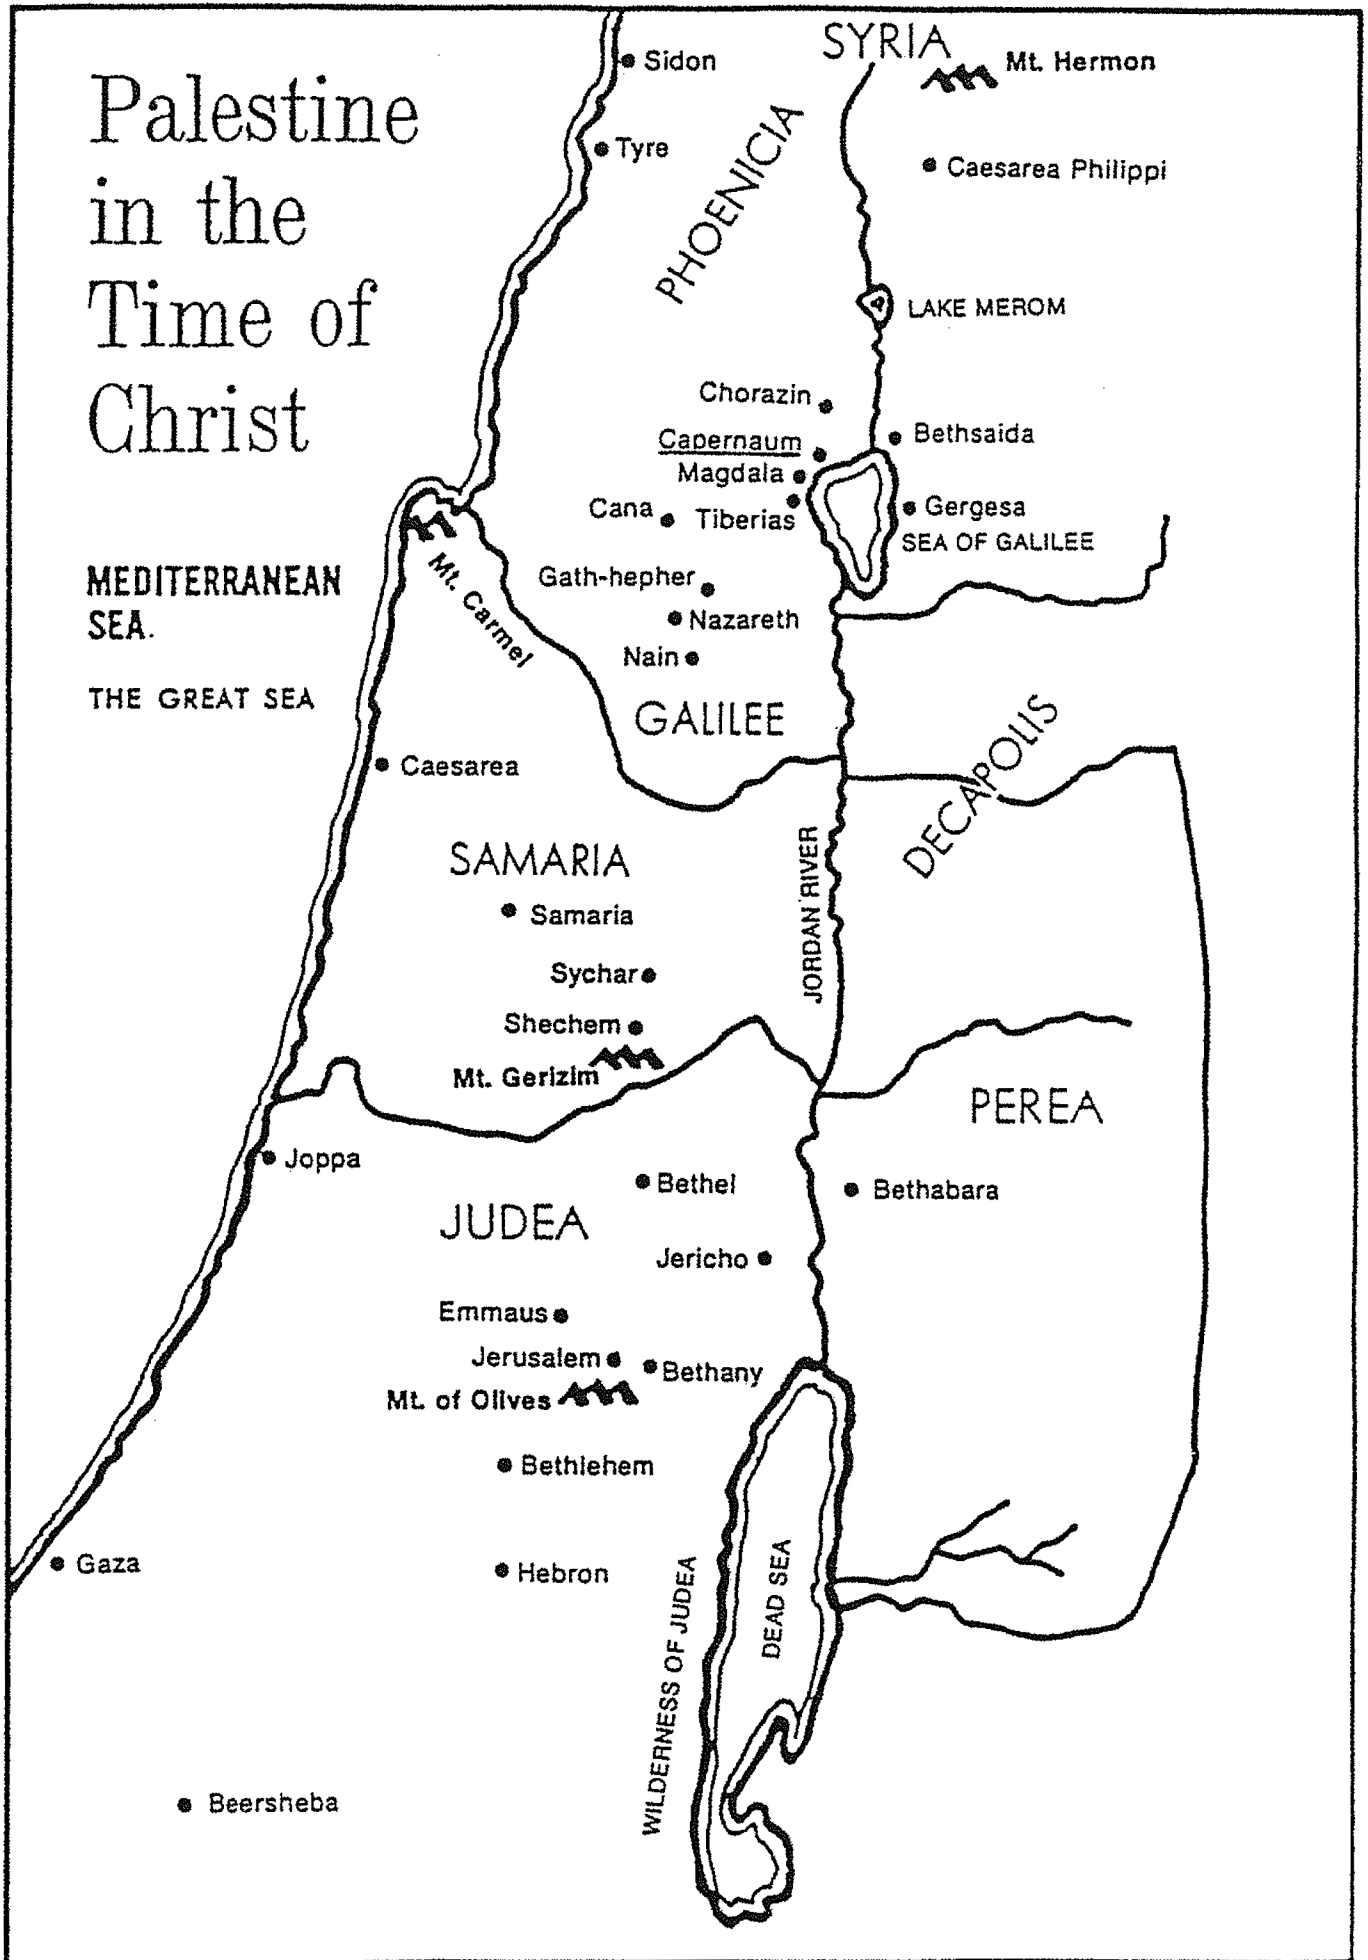 Palestine
in the
Time of
Christ
MEDITERRANEAN
SEA.
THE GREAT SEA
SYRIA
Mt. Hermon
Sidon
Tyre
PHOENICIA
Caesarea Philippi
LAKE MEROM
Chorazin
Capernaum
Bethsaida
Magdala
Cana
Tiberias
Gergesa
SEA OF GALILEE
Mt. Carmel
Gath-hepher
Nazareth
Nain
GALILEE
DECAPOLIS
Caesarea
SAMARIA
Samaria
JORDAN RIVER
Sychar
Shechem
Mt. Gerizim
PEREA
Joppa
Bethel
Bethabara
JUDEA
Jericho
Emmaus
Jerusalem
Bethany
Mt. of Olives
Bethlehem
Gaza
Hebron
WILDERNESS OF JUDEA
DEAD SEA
Beersheba